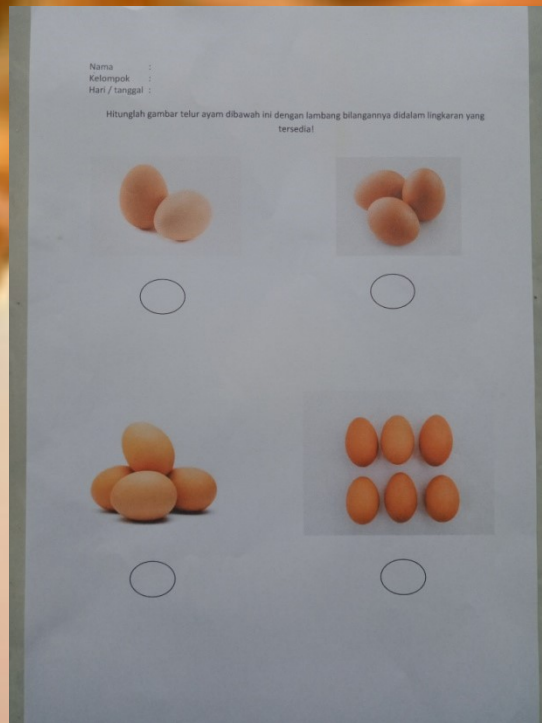 Nama :
Kelompok :
Hari / tanggal :
Hitunglah gambar telur ayam dibawah ini dengan lambang bilangannya didalam lingkaran yang
tersedia!